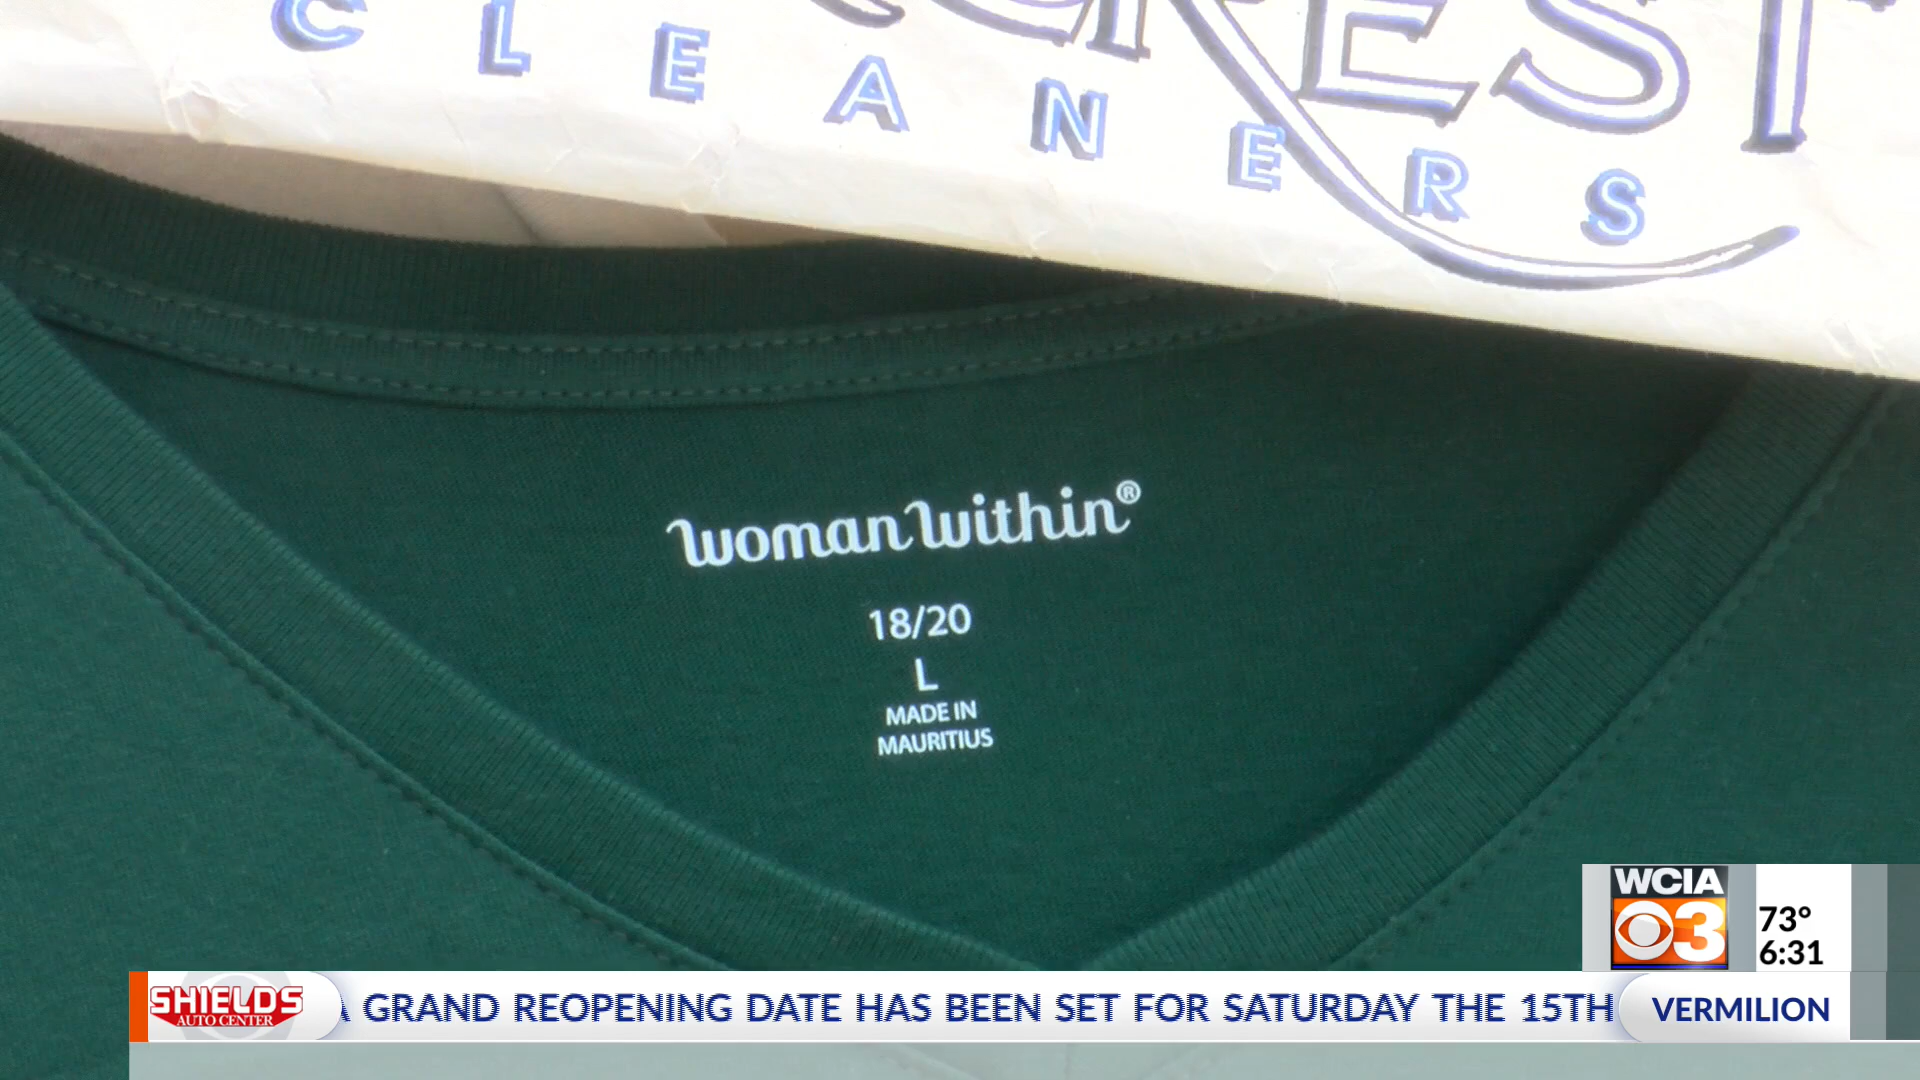 CREST
CLEANERS
woman within®
18/20
L
MADE IN
MAURITIUS
WCIA
3
73°
6:31
SHIELDS
AUTO CENTER
A GRAND REOPENING DATE HAS BEEN SET FOR SATURDAY THE 15TH
VERMILION